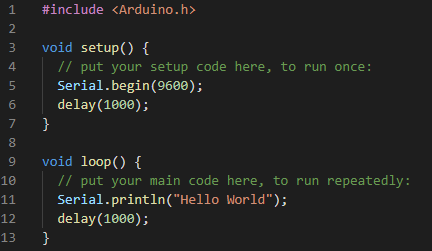 1 #include <Arduino.h>
2
3 void setup() {
4   // put your setup code here, to run once:
5   Serial.begin(9600);
6   delay(1000);
7 }
8
9 void loop() {
10   // put your main code here, to run repeatedly:
11   Serial.println("Hello World");
12   delay(1000);
13 }